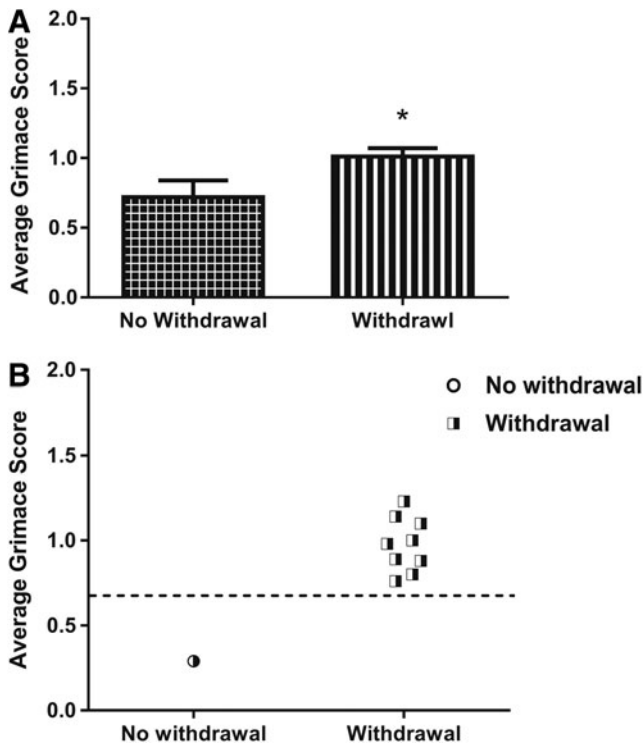 A
Average Grimace Score
2.0
1.5
1.0
0.5
0.0
*
No Withdrawal
Withdrawl
B
Average Grimace Score
2.0
1.5
1.0
0.5
0.0
No withdrawal
Withdrawal
No withdrawal
Withdrawal